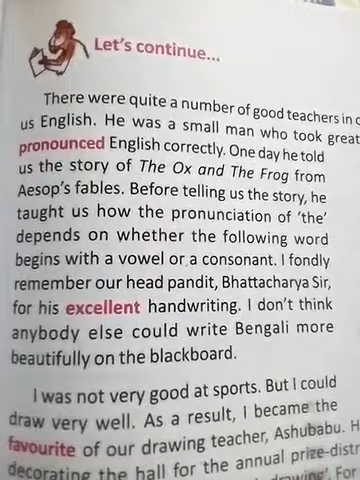 Let's continue...
There were quite a number of good teachers in
us English. He was a small man who took great
pronounced English correctly. One day he told
us the story of The Ox and The Frog from
Aesop's fables. Before telling us the story, he
taught us how the pronunciation of 'the'
depends on whether the following word
begins with a vowel or a consonant. I fondly
remember our head pandit, Bhattacharya Sir,
for his excellent handwriting. I don't think
anybody else could write Bengali more
beautifully on the blackboard.
I was not very good at sports. But I could
draw very well. As a result, I became the
favourite of our drawing teacher, Ashubabu.
decorating the hall for the annual
drawing'. For